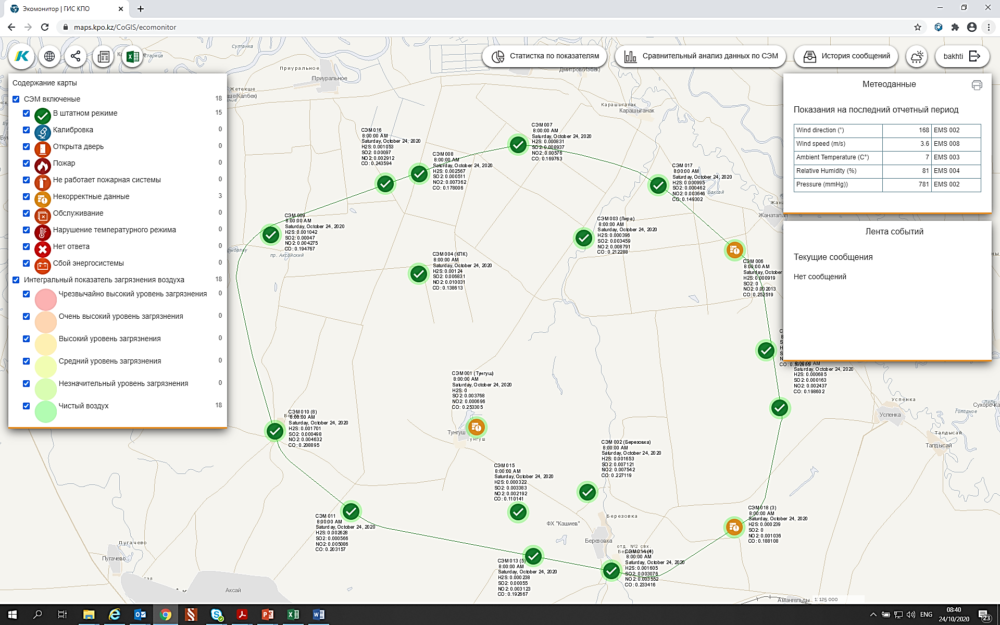 Экомонитор | ГИС КПО
maps.kpo.kz/CoGIS/ecomonitor
Статистка по показателям
Сравнительный анализ данных по СЭМ
История сообщений
bakhti
Содержание карты
СЭМ включеные 18
В штатном режиме 15
Калибровка 0
Открыта дверь 0
Пожар 0
Не работает пожарная системы 0
Некорректные данные 3
Обслуживание 0
Нарушение температурного режима 0
Нет ответа 0
Сбой энергосистемы 0
Интегральный показатель загрязнения воздуха 18
Чрезвычайно высокий уровень загрязнения 0
Очень высокий уровень загрязнения 0
Высокий уровень загрязнения 0
Средний уровень загрязнения 0
Незначительный уровень загрязнения 0
Чистый воздух 18
Метеоданные
Показания на последний отчетный период
Wind direction (°) 168 EMS 002
Wind speed (m/s) 3.6 EMS 008
Ambient Temperature (C°) 7 EMS 003
Relative Humidity (%) 81 EMS 004
Pressure (mmHg)) 781 EMS 002
Лента событий
Текущие сообщения
Нет сообщений
Султанка
Старица
Приуральное
Приуральное
Жетекше
Дмитров(Избек)
Карашыганак
Карашыганак
СЭМ 016
8:00:00 AM
Saturday, October 24, 2020
H2S: 0.001053
SO2: 0.00097
NO2: 0.002912
CO: 0.243594
СЭМ 008
8:00:00 AM
Saturday, October 24, 2020
H2S: 0.002567
SO2: 0.000511
NO2: 0.007362
CO: 0.178006
СЭМ 007
8:00:00 AM
Saturday, October 24, 2020
H2S: 0.000831
SO2: 0.008937
NO2: 0.00576
CO: 0.169763
СЭМ 017
8:00:00 AM
Saturday, October 24, 2020
H2S: 0.000995
SO2: 0.000462
NO2: 0.003646
CO: 0.149302
Баксай
Жанаталап
СЭМ 009
8:00:00 AM
Saturday, October 24, 2020
H2S: 0.001042
SO2: 0.00047
NO2: 0.004275
CO: 0.194767
пр. Аксайский
СЭМ 003 (Лира)
8:00:00 AM
Saturday, October 24, 2020
H2S: 0.000396
SO2: 0.003459
NO2: 0.008791
CO: 0.212288
СЭМ 004 (КПК)
8:00:00 AM
Saturday, October 24, 2020
H2S: 0.00124
SO2: 0.006831
NO2: 0.010031
CO: 0.138613
СЭМ 006
8:00:00 AM
Saturday, October
H2S: 0.000919
SO2: 0
NO2: 0.002013
CO: 0.252519
8:00:00 AM
Saturday, October 24, 2020
H2S: 0.000685
SO2: 0.000163
NO2: 0.002437
CO: 0.198602
СЭМ 001 (Тунгуш)
8:00:00 AM
Saturday, October 24, 2020
H2S: 0
SO2: 0.003768
NO2: 0.000696
CO: 0.253305
Тунгуш
Тунгуш
СЭМ 010 (8)
8:00:00 AM
Saturday, October 24, 2020
H2S: 0.001701
SO2: 0.000498
NO2: 0.004632
CO: 0.208895
Успенка
Успенка
Голодное
Талдысай
Талдысай
СЭМ 002 (Березовка)
8:00:00 AM
Saturday, October 24, 2020
H2S: 0.001653
SO2: 0.007121
NO2: 0.007542
CO: 0.227119
СЭМ 015
8:00:00 AM
Saturday, October 24, 2020
H2S: 0.000322
SO2: 0.003383
NO2: 0.002192
CO: 0.110141
СЭМ 018 (3)
8:00:00 AM
Saturday, October 24, 2020
H2S: 0.000239
SO2: 0
NO2: 0.001036
CO: 0.188108
СЭМ 011
8:00:00 AM
Saturday, October 24, 2020
H2S: 0.002628
SO2: 0.000566
NO2: 0.005086
CO: 0.203157
ФХ "Кашиев"
Березовка
Березовка
отд. №2 свх.
СЭМ 014 (4)
8:00:00 AM
Saturday, October 24, 2020
H2S: 0.001605
SO2: 0.003076
NO2: 0.003552
CO: 0.233416
СЭМ 013 (5)
8:00:00 AM
Saturday, October 24, 2020
H2S: 0.000238
SO2: 0.00055
NO2: 0.003123
CO: 0.192667
Пугачево
Пугачево
Аксай
Амангельды
1: 125 000
ENG
08:40
24/10/2020
23